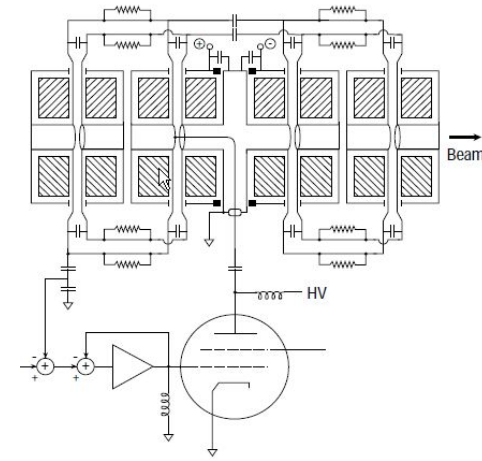 + -
Beam
HV
- -
+ +
+ +